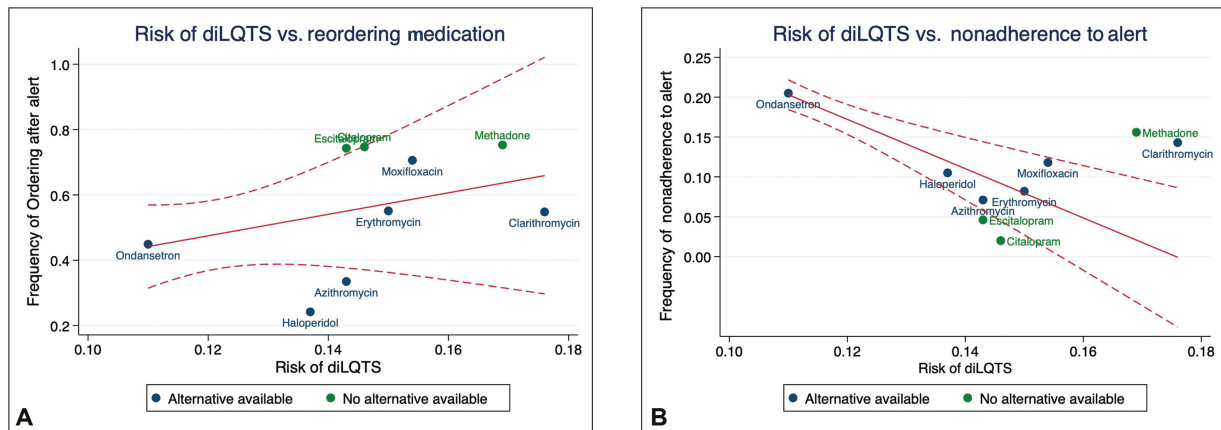 Risk of diLQTS vs. reordering medication
Frequency of Ordering after alert
1.0
0.8
0.6
0.4
0.2
Escitalopram
Citalopram
Methadone
Moxifloxacin
Erythromycin
Clarithromycin
Ondansetron
Azithromycin
Haloperidol
0.10
0.12
0.14
0.16
0.18
Risk of diLQTS
Alternative available
No alternative available
A
Risk of diLQTS vs. nonadherence to alert
Frequency of nonadherence to alert
0.25
0.20
0.15
0.10
0.05
0.00
Ondansetron
Methadone
Clarithromycin
Moxifloxacin
Haloperidol
Erythromycin
Azithromycin
Escitalopram
Citalopram
0.10
0.12
0.14
0.16
0.18
Risk of diLQTS
Alternative available
No alternative available
B